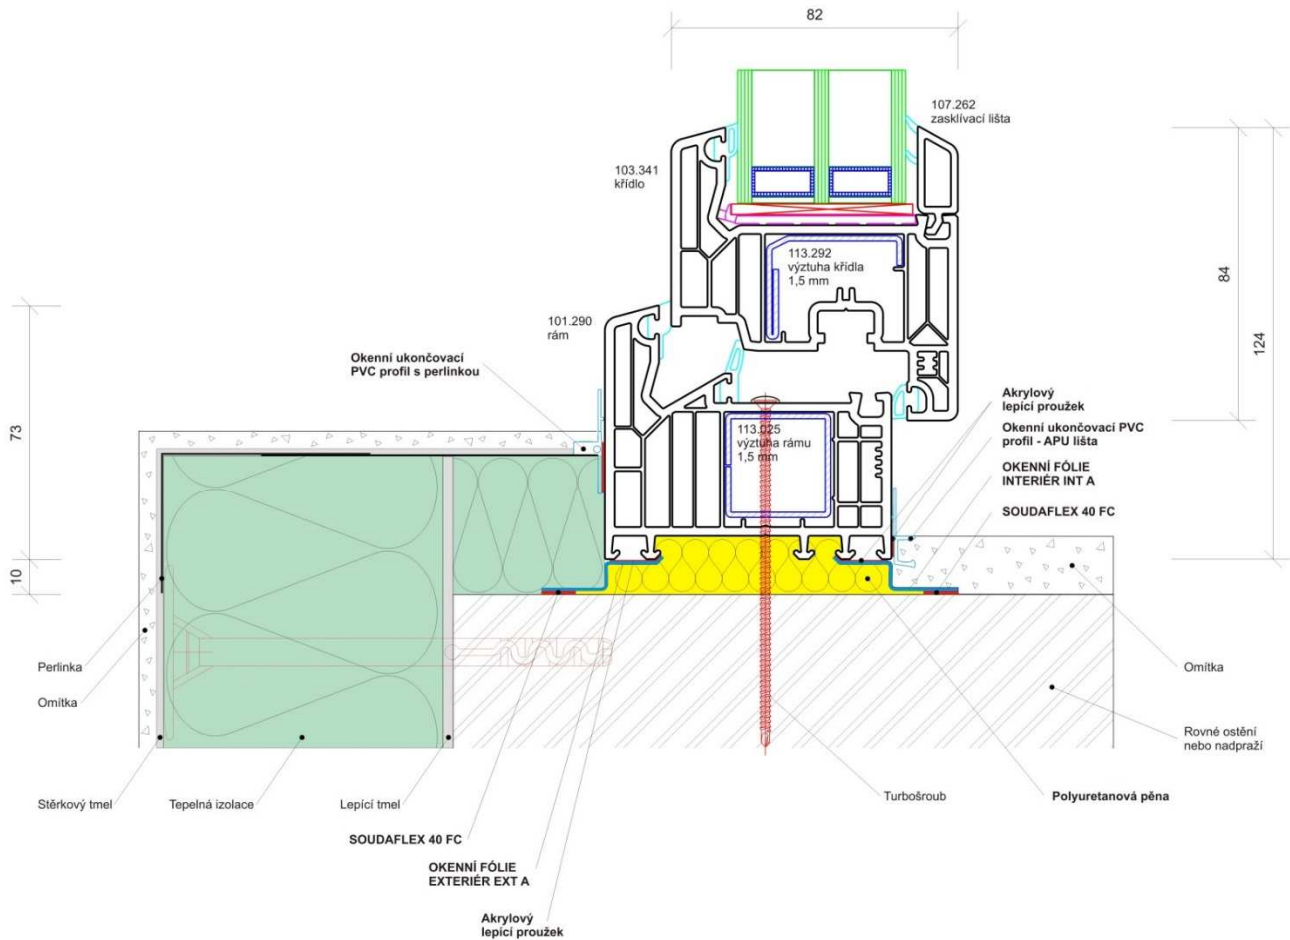 82
107.262
zasklívací lišta
103.341
křídlo
113.292
výztuha křídla
1,5 mm
84
124
101.290
rám
Okenní ukončovací
PVC profil s perlinkou
73
10
113.025
výztuha rámu
1,5 mm
Akrylový
lepící proužek
Okenní ukončovací PVC
profil - APU lišta
OKENNÍ FÓLIE
INTERIÉR INT A
SOUDAFLEX 40 FC
Perlinka
Omítka
Omítka
Rovné ostění
nebo nadpraží
Stěrkový tmel
Tepelná izolace
Lepící tmel
Turbošroub
Polyuretanová pěna
SOUDAFLEX 40 FC
OKENNÍ FÓLIE
EXTERIÉR EXT A
Akrylový
lepící proužek